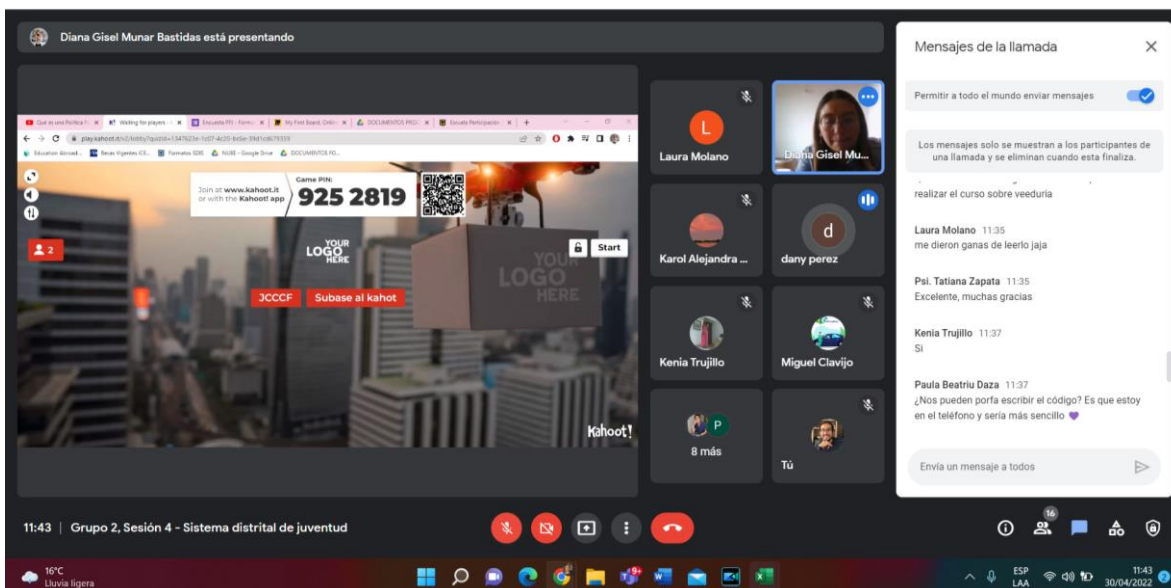 Diana Gisel Munar Bastidas está presentando
Join at www.kahoot.it
or with the Kahoot! app
Game PIN:
925 2819
2
YOUR
LOGO
HERE
YOUR
LOGO
HERE
Start
JCCCF
Subase al kahot
Kahoot!
L
Laura Molano
Diana Gisel Mu...
Karol Alejandra ...
d
dany perez
Kenia Trujillo
Miguel Clavijo
P
8 más
Tú
Mensajes de la llamada
Permitir a todo el mundo enviar mensajes
Los mensajes solo se muestran a los participantes de
una llamada y se eliminan cuando esta finaliza.
realizar el curso sobre veeduria
Laura Molano 11:35
me dieron ganas de leerlo jaja
Psi. Tatiana Zapata 11:35
Excelente, muchas gracias
Kenia Trujillo 11:37
Si
Paula Beatriu Daza 11:37
¿Nos pueden porfa escribir el código? Es que estoy
en el teléfono y sería más sencillo 💜
Envía un mensaje a todos
11:43 | Grupo 2, Sesión 4 - Sistema distrital de juventud
16
16°C
Lluvia ligera
ESP
LAA
11:43
30/04/2022